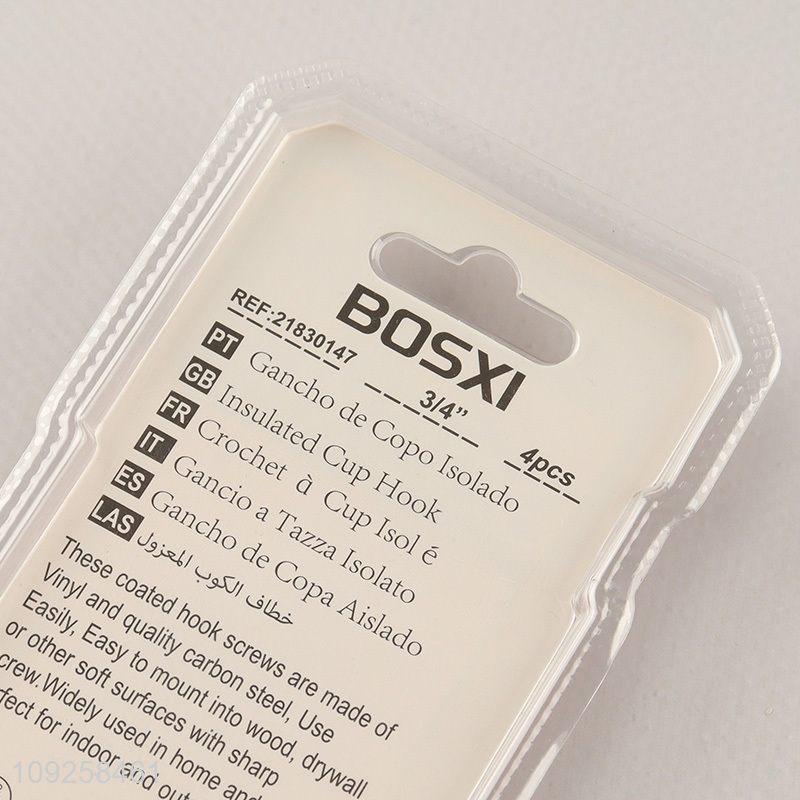 BOSXI
REF:21830147 3/4” 4pcs
PT Gancho de Copo Isolado
GB Insulated Cup Hook
FR Crochet à Cup Isol é
IT Gancio a Tazza Isolato
ES Gancho de Copa Aislado
LAS خطاف الكوب المعزول
These coated hook screws are made of
Vinyl and quality carbon steel, Use
Easily, Easy to mount into wood, drywall
or other soft surfaces with sharp
crew.Widely used in home and
fect for indoor and out
109258461